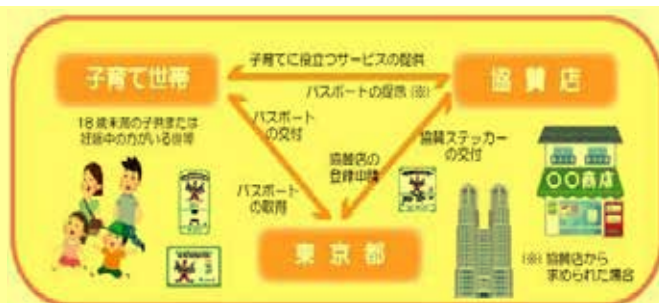 子育てに役立つサービスの提供
子育て世帯
協賛店
パスポートの提示(※)
18歳未満の子供または
妊娠中の方がいる世帯
パスポート
の交付
協賛ステッカー
の交付
協賛店の
登録申請
パスポート
の取得
〇〇商店
東京都
(※)協賛店から
求められた場合